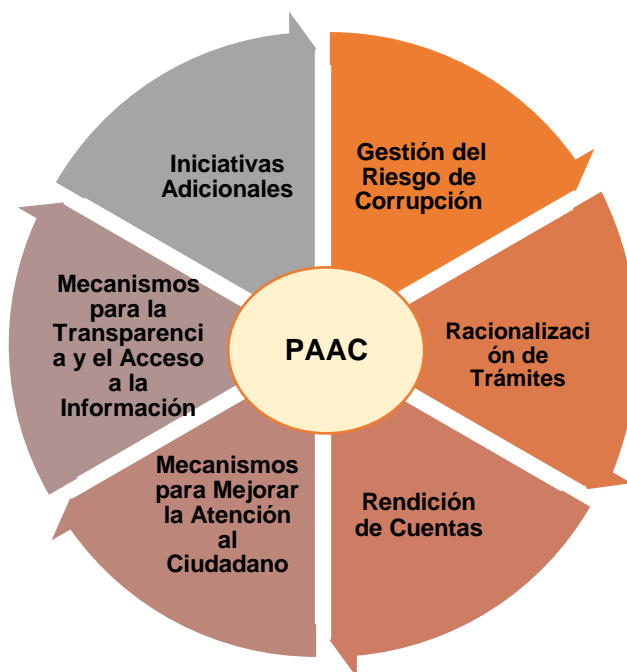 Gestión del
Riesgo de
Corrupción
Racionalizaci
ón de
Trámites
Rendición
de Cuentas
Mecanismos
para Mejorar
la Atención
al
Ciudadano
Mecanismos
para la
Transparenci
a y el Acceso
a la
Información
Iniciativas
Adicionales
PAAC